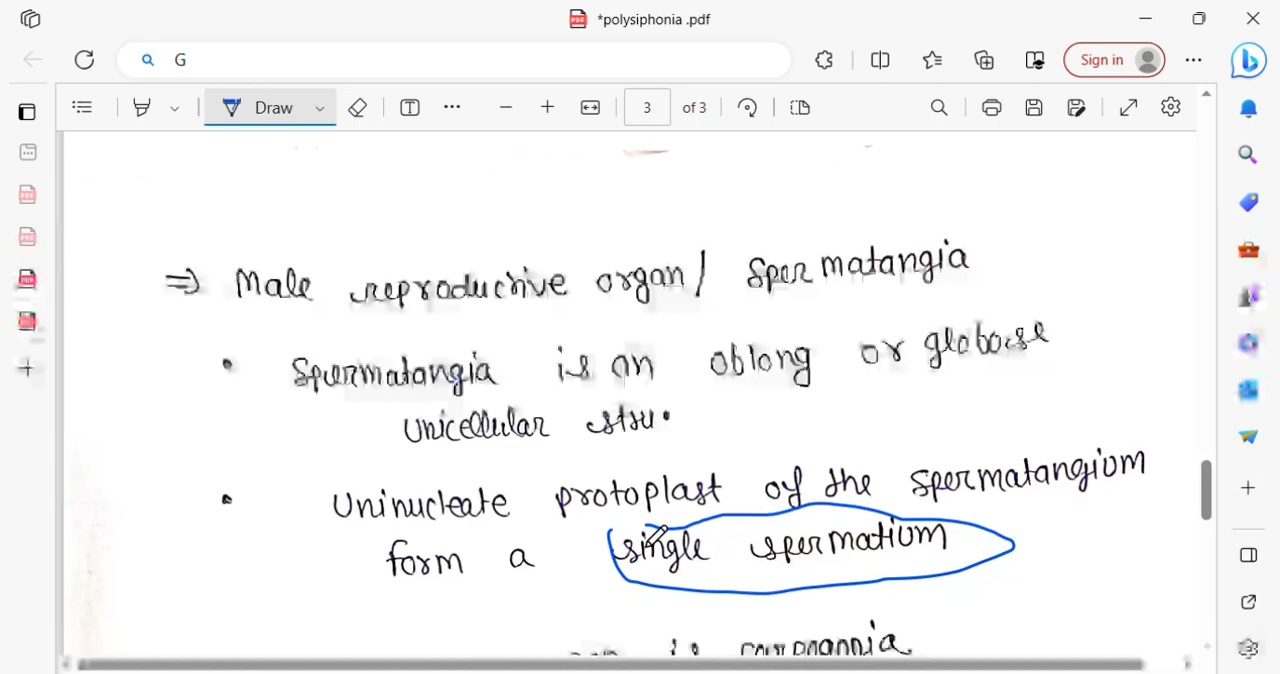 *polysiphonia .pdf
G
Sign in
Draw
3 of 3
⇒ Male reproductive organ/ Spermatangia
• Spermatangia is an oblong or globose
unicellular stru.
• Uninucleate protoplast of the spermatangium
form a single spermatium
is